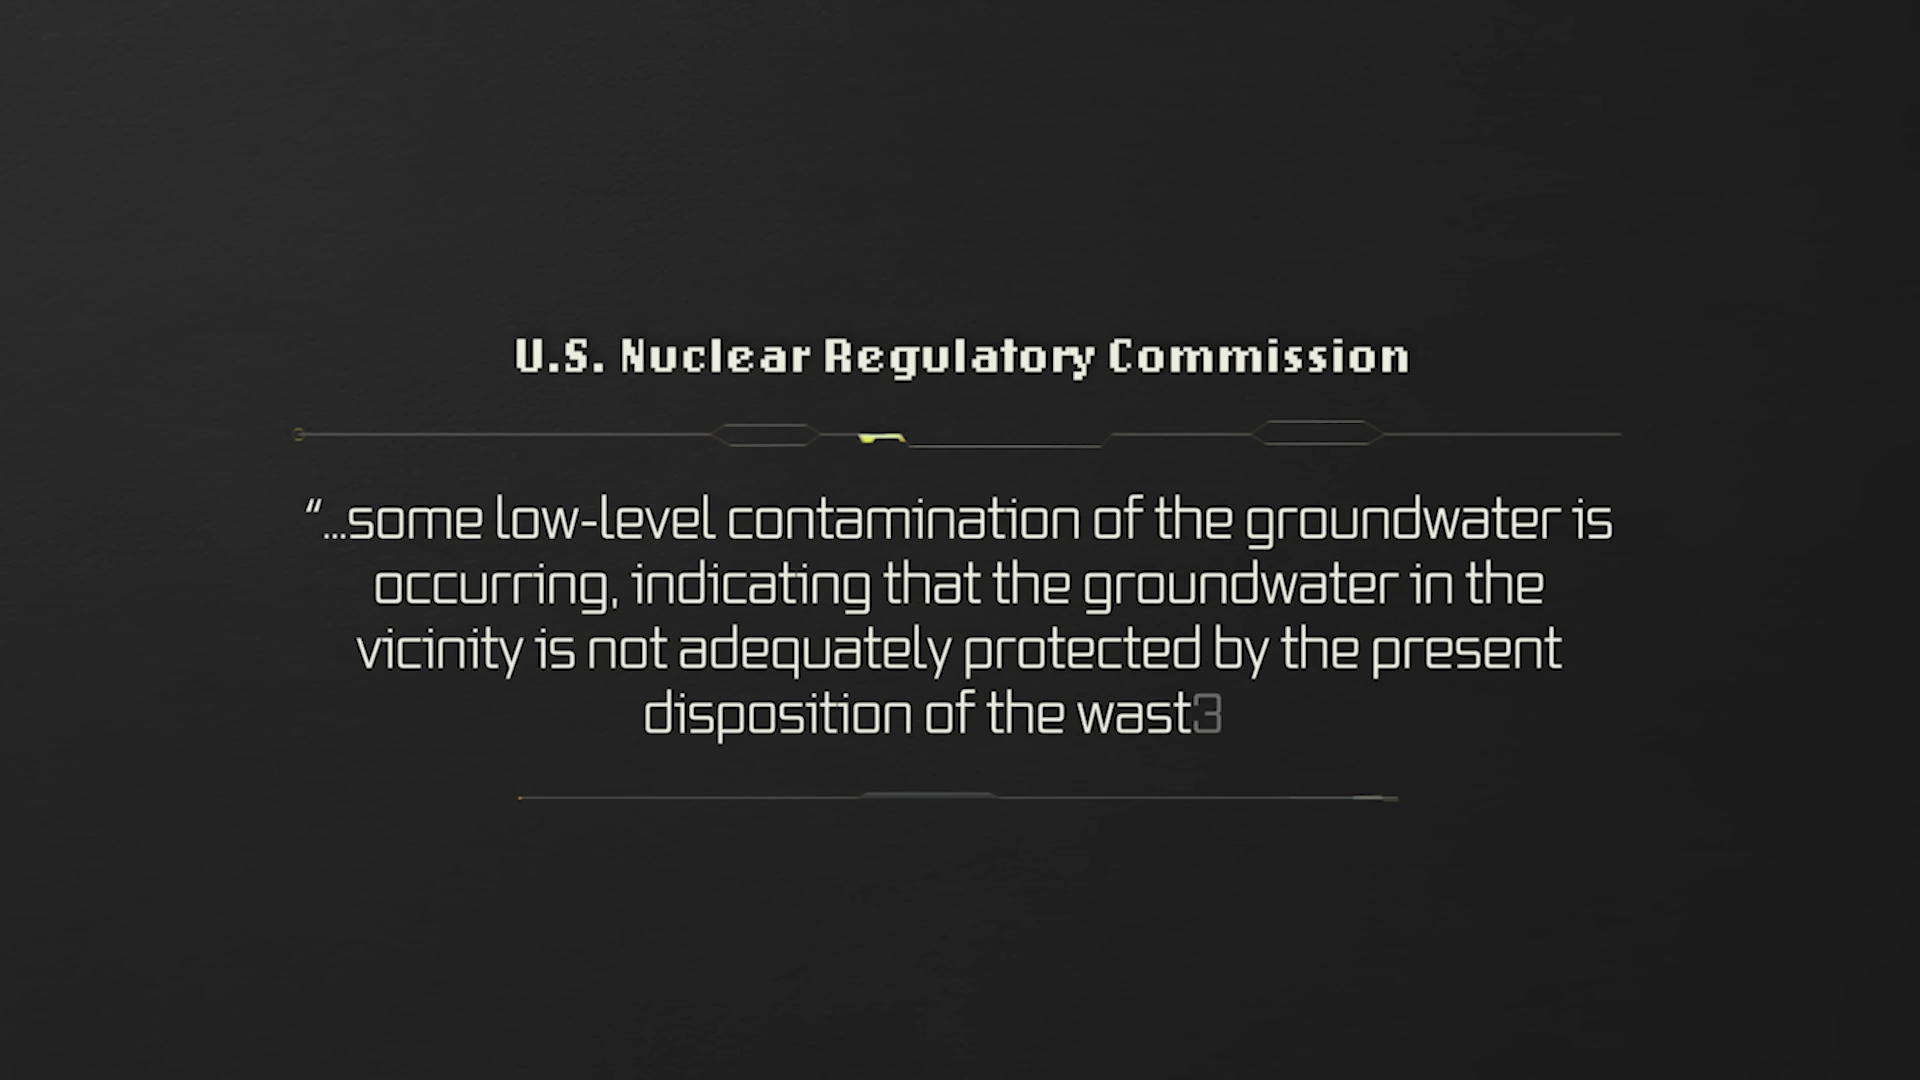 U.S. Nuclear Regulatory Commission
“...some low-level contamination of the groundwater is
occurring, indicating that the groundwater in the
vicinity is not adequately protected by the present
disposition of the wast3